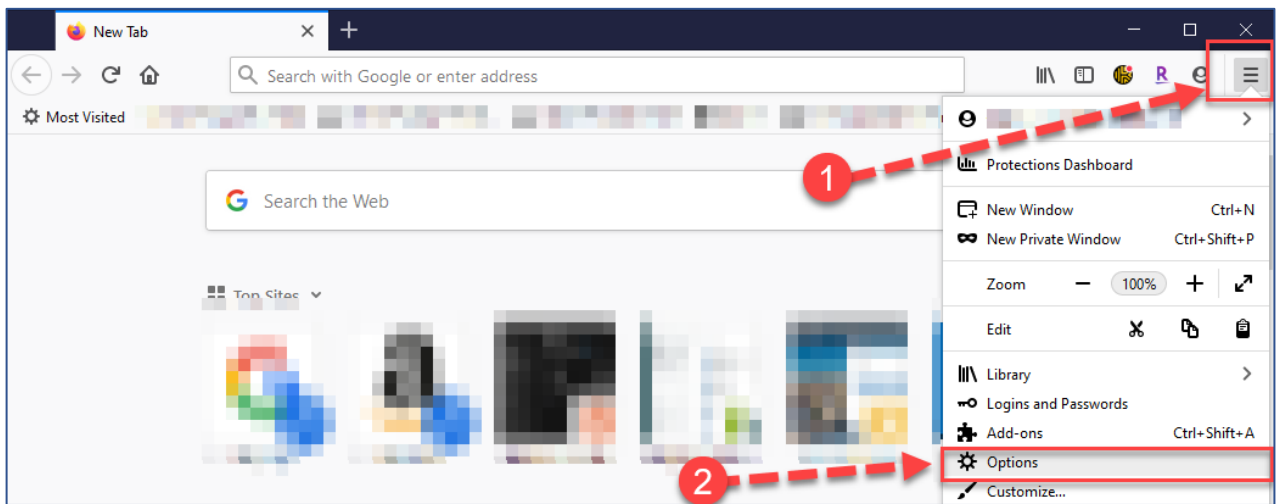 New Tab
Search with Google or enter address
R
Most Visited
1
Protections Dashboard
Search the Web
New Window Ctrl+N
New Private Window Ctrl+Shift+P
Zoom 100%
Top Sites
Edit
Library
Logins and Passwords
Add-ons Ctrl+Shift+A
2
Options
Customize...